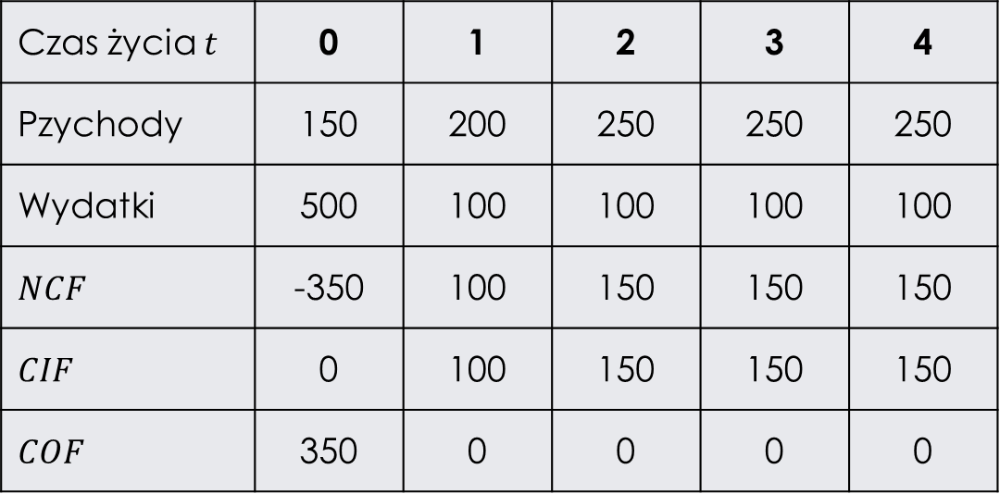 Czas życia t 0 1 2 3 4
Pzychody 150 200 250 250 250
Wydatki 500 100 100 100 100
NCF -350 100 150 150 150
CIF 0 100 150 150 150
COF 350 0 0 0 0